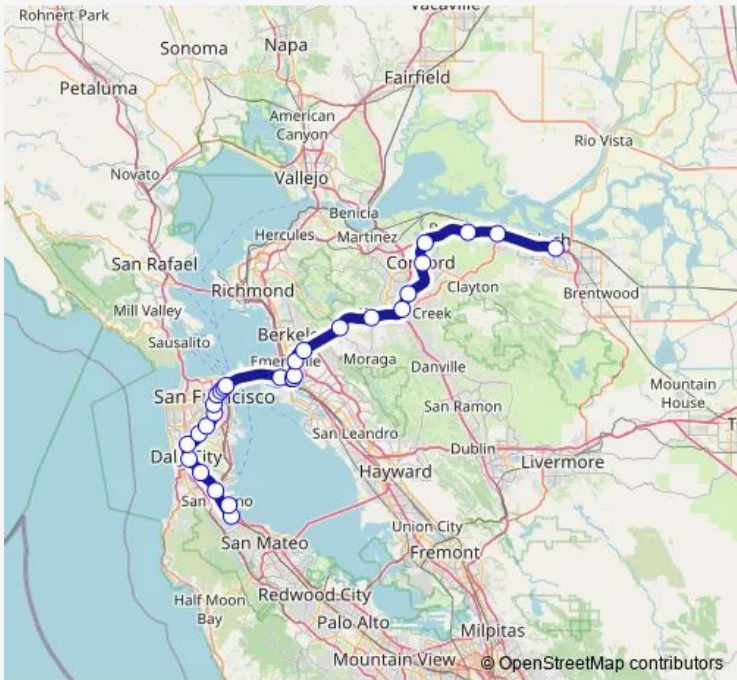 Rohnert Park
Vacaville
Sonoma
Napa
Petaluma
Fairfield
American
Canyon
Rio Vista
Novato
Vallejo
Benicia
Hercules
Martinez
San Rafael
Richmond
Clayton
Brentwood
Mill Valley
Creek
Sausalito
Moraga
Danville
Mountain
House
San Francisco
San Ramon
San Leandro
Dublin
Livermore
Hayward
Union City
San Mateo
Fremont
Redwood City
Half Moon
Bay
Palo Alto
Milpitas
Mountain View
© OpenStreetMap contributors